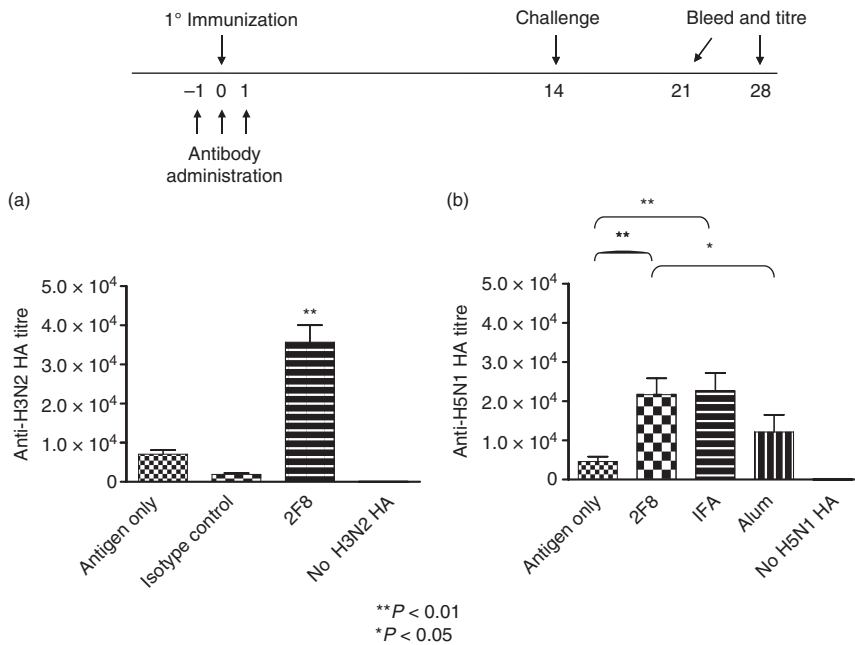 1° Immunization Challenge Bleed and titre
–1 0 1 14 21 28
Antibody
administration
(a)
Anti-H3N2 HA titre
5.0 × 10⁴
4.0 × 10⁴
3.0 × 10⁴
2.0 × 10⁴
1.0 × 10⁴
0
**
Antigen only
Isotype control
2F8
No H3N2 HA
(b)
Anti-H5N1 HA titre
5.0 × 10⁴
4.0 × 10⁴
3.0 × 10⁴
2.0 × 10⁴
1.0 × 10⁴
0
**
**
*
Antigen only
2F8
IFA
Alum
No H5N1 HA
**P < 0.01
*P < 0.05